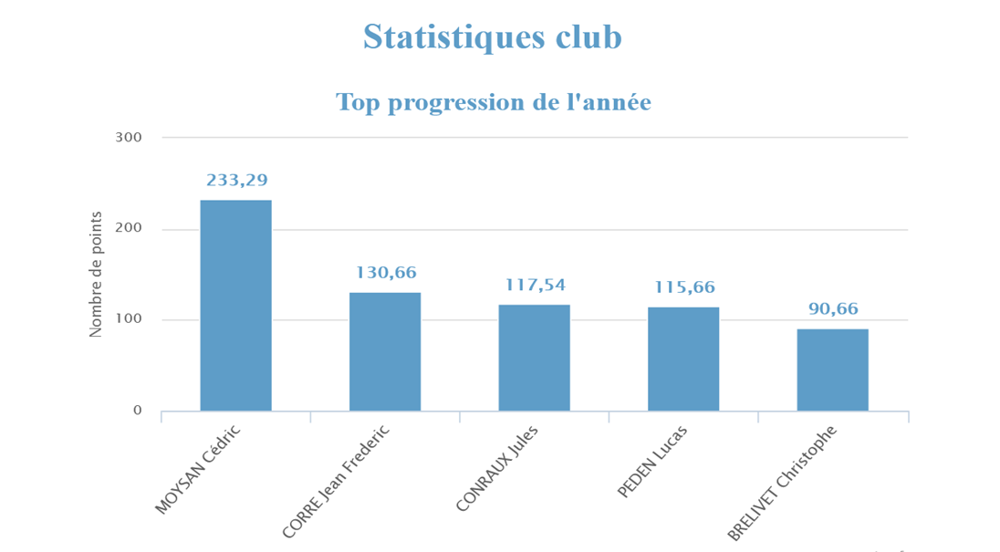 Statistiques club
Top progression de l'année
Nombre de points
300
200
100
0
233,29
130,66
117,54
115,66
90,66
MOYSAN Cédric
CORRE Jean Frederic
CONRAUX Jules
PEDEN Lucas
BRELIVET Christophe